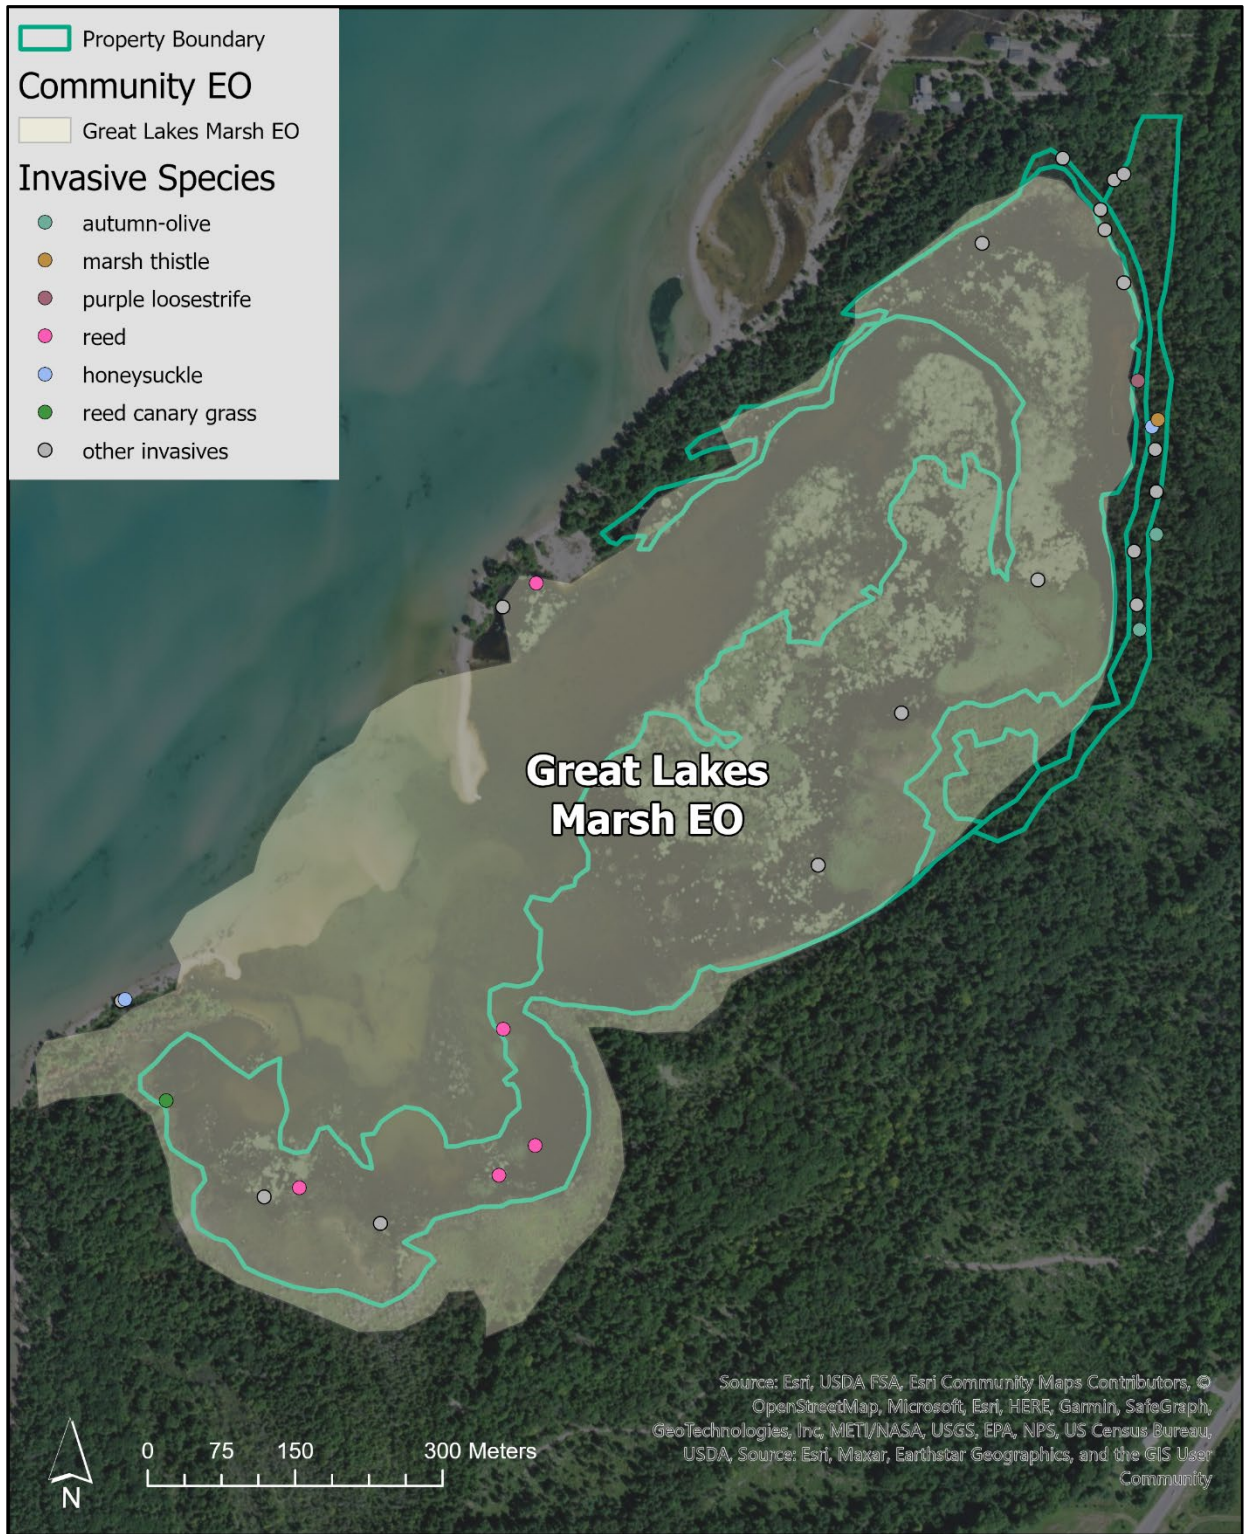 Property Boundary
Community EO
Great Lakes Marsh EO
Invasive Species
autumn-olive
marsh thistle
purple loosestrife
reed
honeysuckle
reed canary grass
other invasives
Great Lakes
Marsh EO
0 75 150 300 Meters
N
Source: Esri, USDA FSA, Esri Community Maps Contributors, ©
OpenStreetMap, Microsoft, Esri, HERE, Garmin, SafeGraph,
GeoTechnologies, Inc, METI/NASA, USGS, EPA, NPS, US Census Bureau,
USDA, Source: Esri, Maxar, Earthstar Geographics, and the GIS User
Community